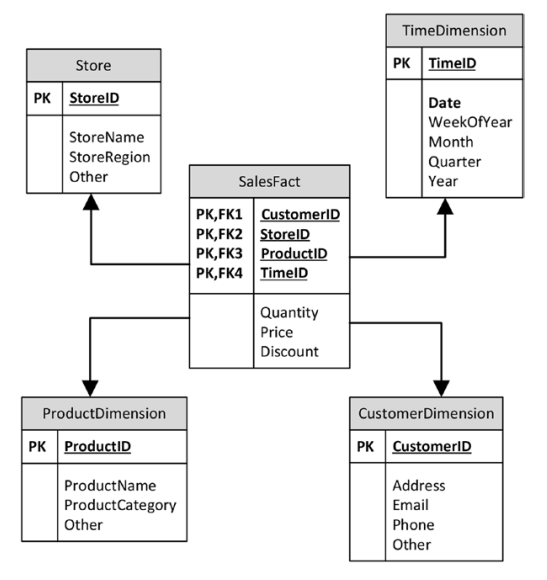 TimeDimension
PK TimeID
Date
WeekOfYear
Month
Quarter
Year
Store
PK StoreID
StoreName
StoreRegion
Other
SalesFact
PK,FK1 CustomerID
PK,FK2 StoreID
PK,FK3 ProductID
PK,FK4 TimeID
Quantity
Price
Discount
ProductDimension
PK ProductID
ProductName
ProductCategory
Other
CustomerDimension
PK CustomerID
Address
Email
Phone
Other